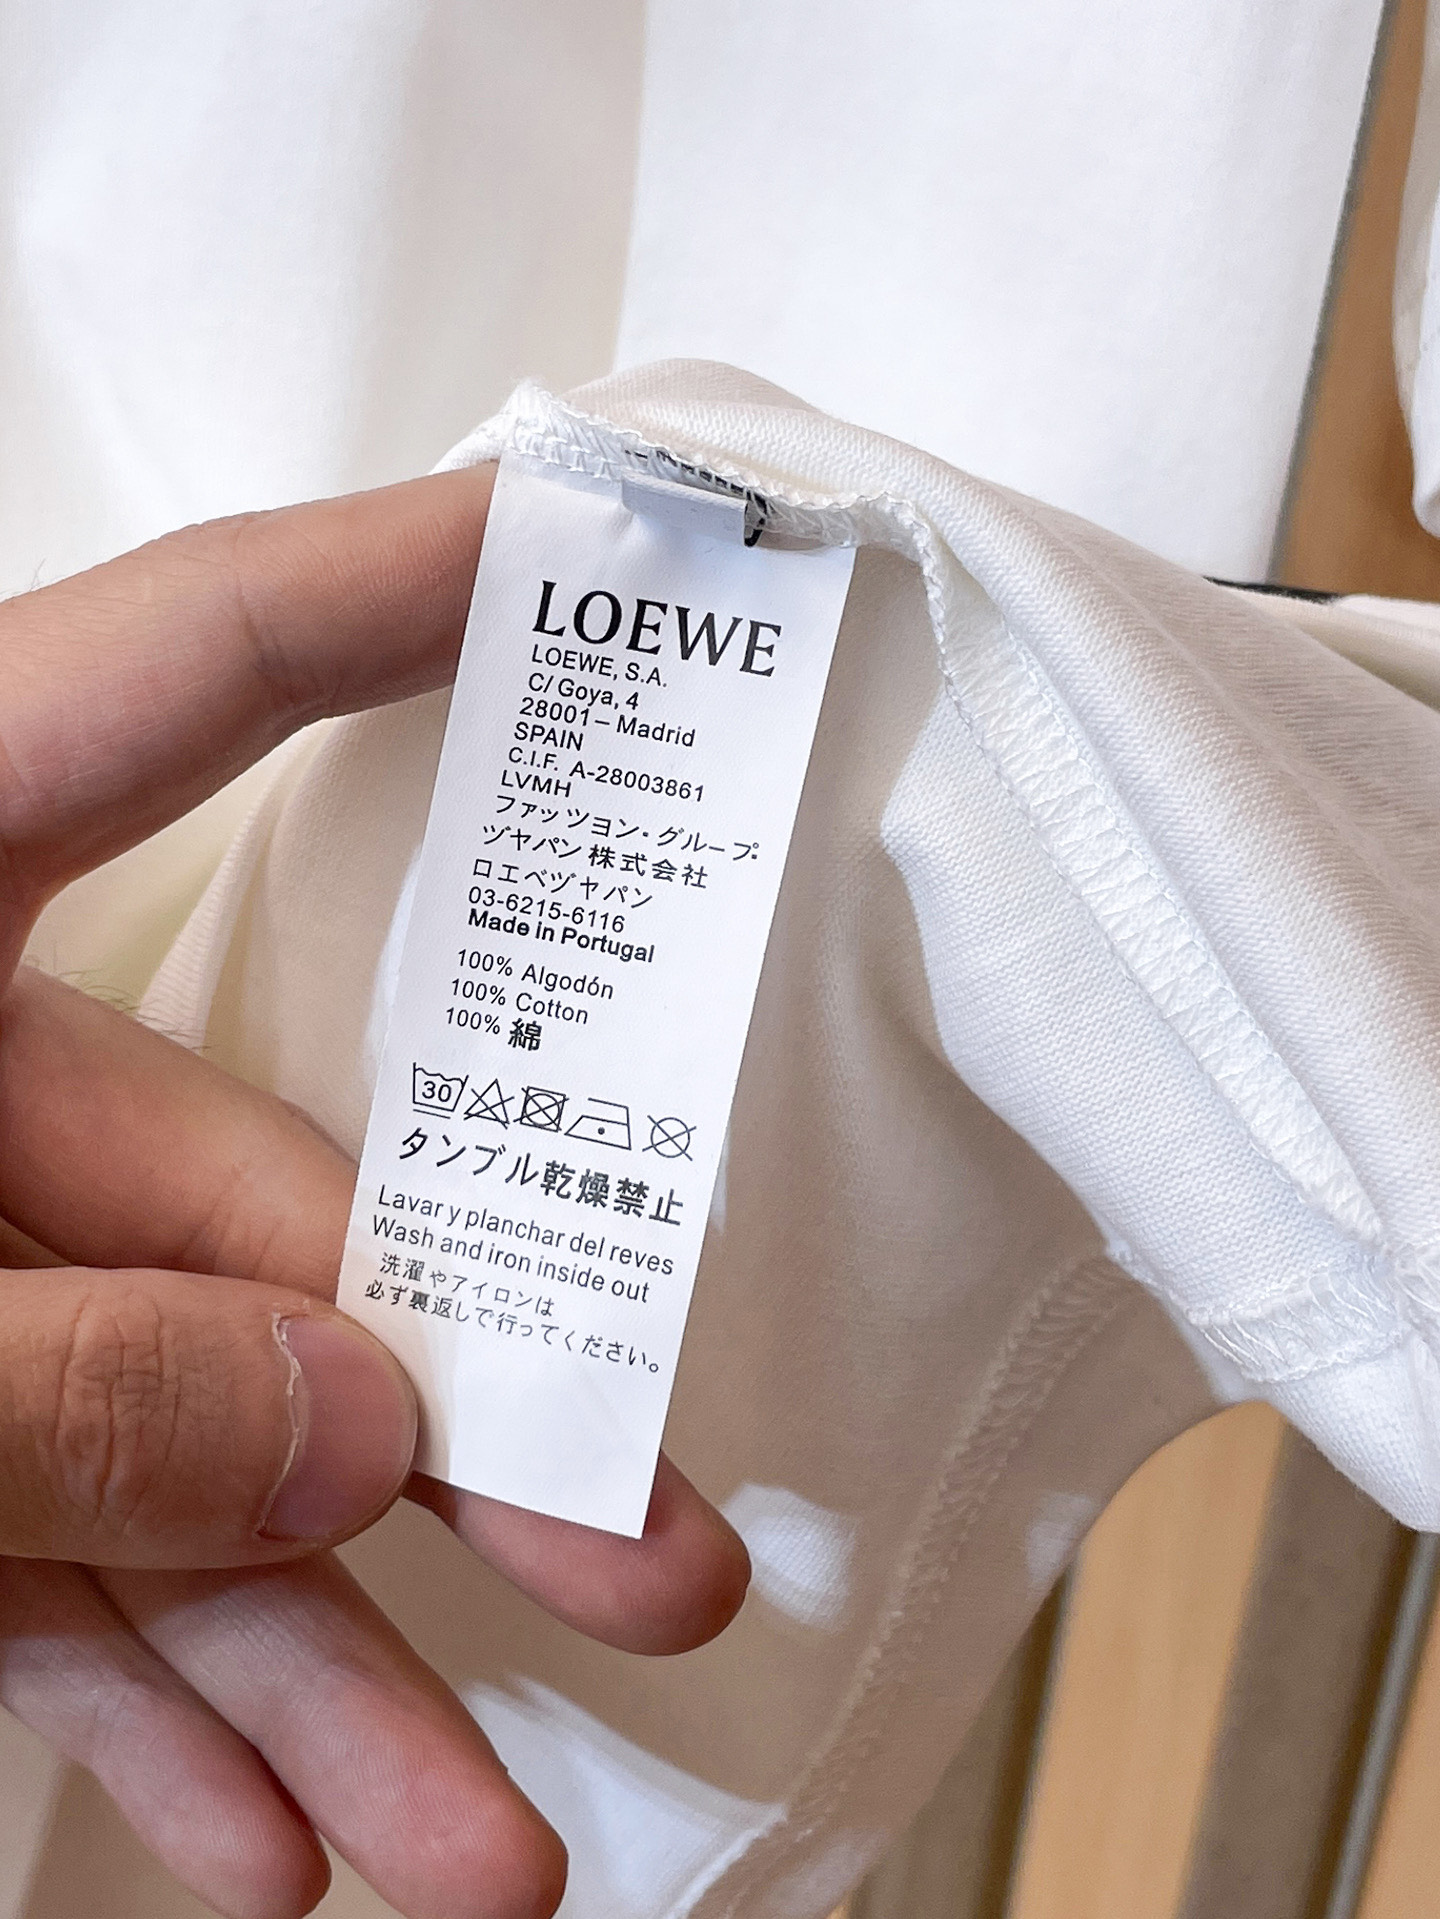 LOEWE
LOEWE, S.A.
C/ Goya, 4
28001 – Madrid
SPAIN
C.I.F. A-28003861
LVMH
ファッツヨン・グループ
ヅヤパン 株式会社
ロエベヅヤパン
03-6215-6116
Made in Portugal
100% Algodón
100% Cotton
100% 綿
30
タンブル乾燥禁止
Lavar y planchar del reves
Wash and iron inside out
洗濯やアイロンは
必ず裏返しで行ってください。